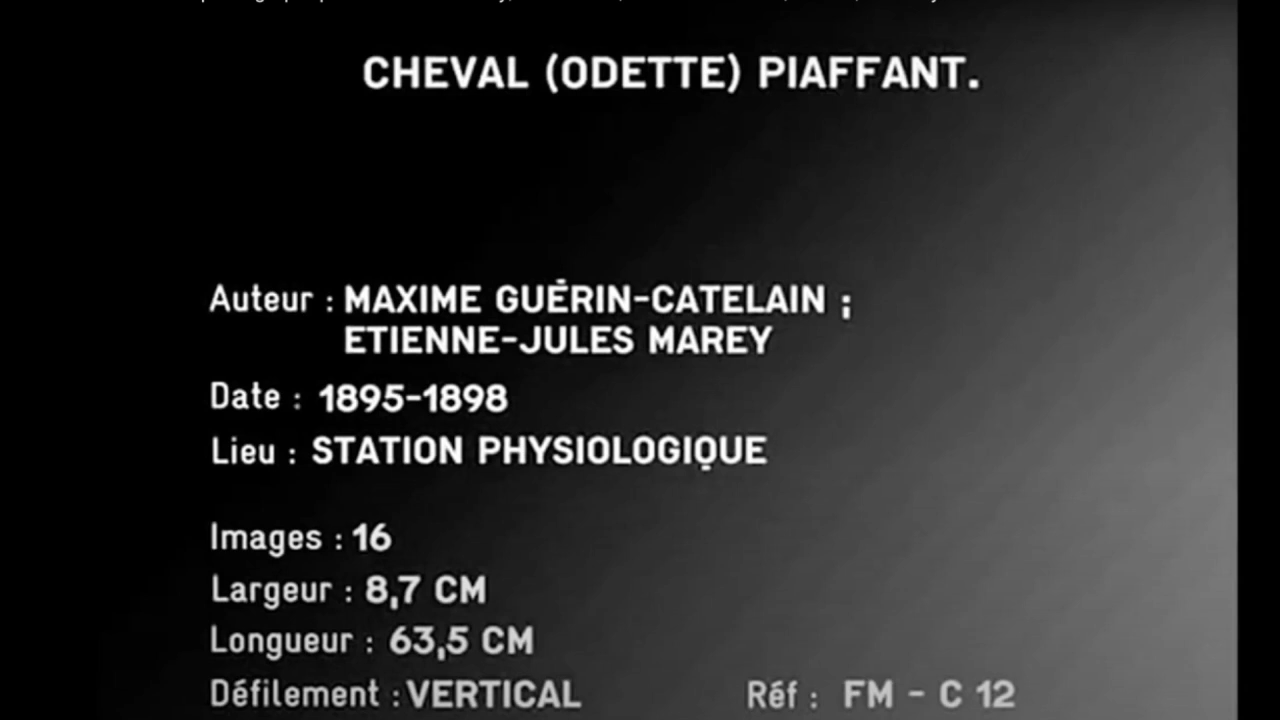 CHEVAL (ODETTE) PIAFFANT.
Auteur : MAXIME GUÉRIN-CATELAIN ;
ETIENNE-JULES MAREY
Date : 1895-1898
Lieu : STATION PHYSIOLOGIQUE
Images : 16
Largeur : 8,7 CM
Longueur : 63,5 CM
Défilement : VERTICAL Réf : FM - C 12